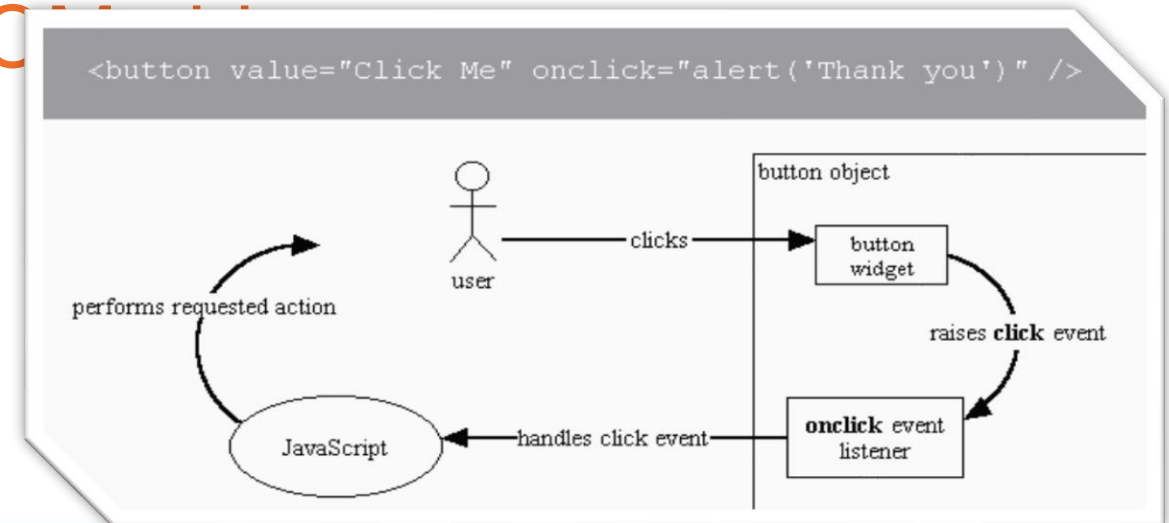 <button value="Click Me" onclick="alert('Thank you')" />
button object
clicks
button
widget
user
performs requested action
raises click event
JavaScript
handles click event
onclick event
listener